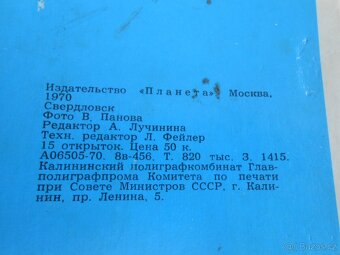 Издательство «Планета» Москва,
1970
Свердловск
Фото В. Панова
Редактор А. Лучинина
Техн. редактор Л. Фейлер
15 открыток. Цена 50 к.
А06505-70. 8в-456. Т. 820 тыс. З. 1415.
Калининский полиграфкомбинат Глав-
полиграфпрома Комитета по печати
при Совете Министров СССР, г. Кали-
нин, пр. Ленина, 5.